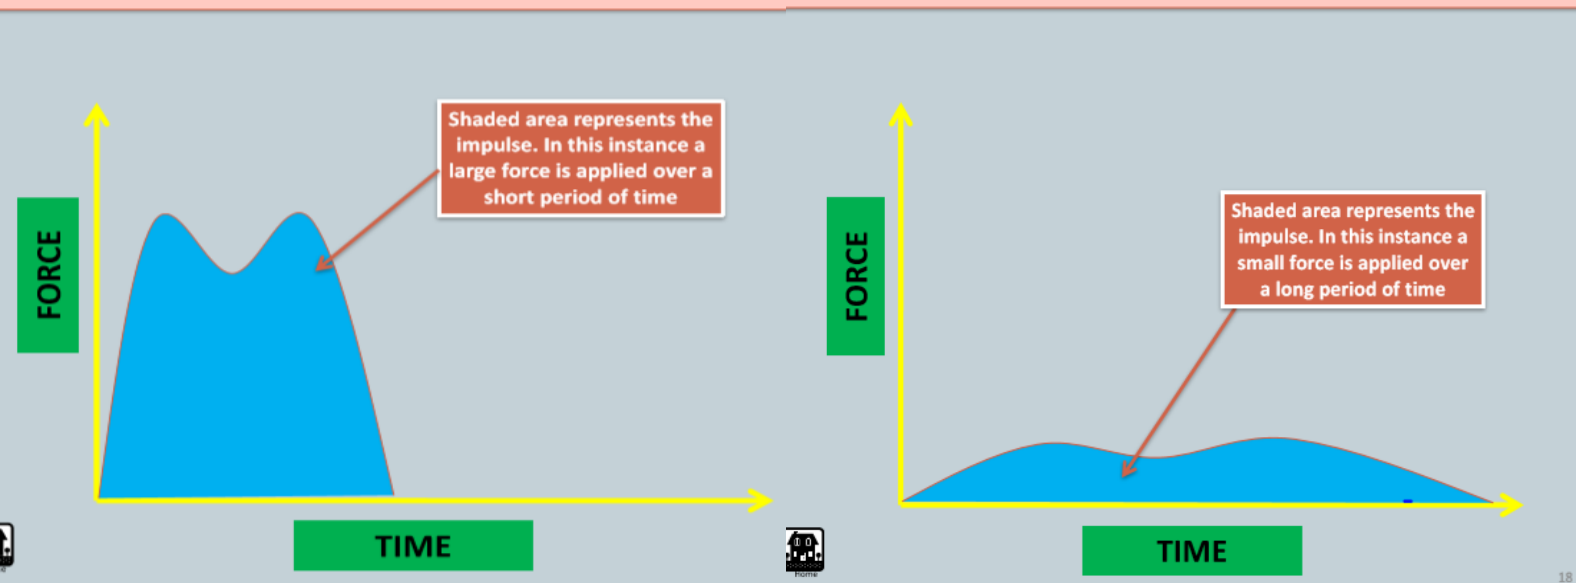 Shaded area represents the
impulse. In this instance a
large force is applied over a
short period of time
FORCE
TIME
Shaded area represents the
impulse. In this instance a
small force is applied over
a long period of time
FORCE
TIME
Home
18